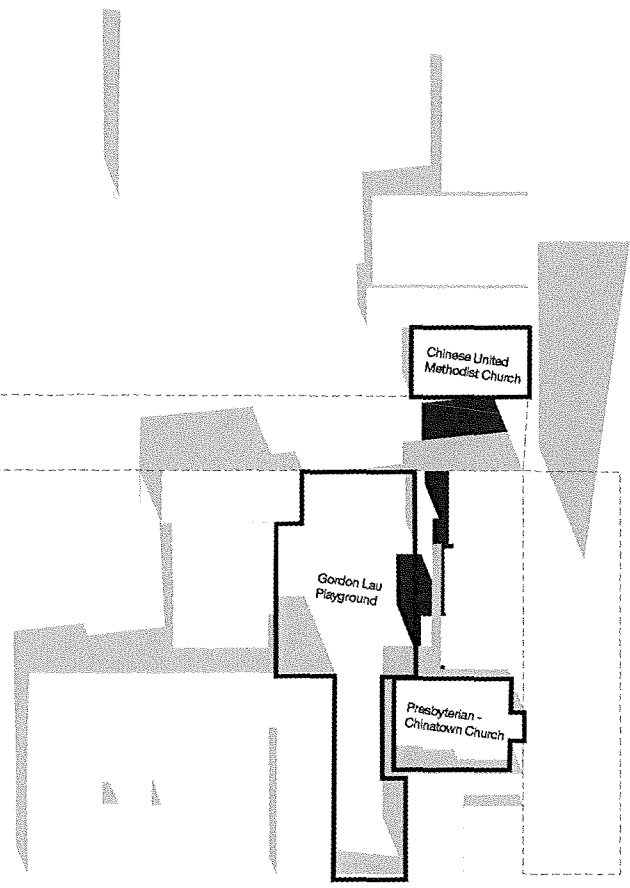 Chinese United
Methodist Church
Gordon Lau
Playground
Presbyterian -
Chinatown Church